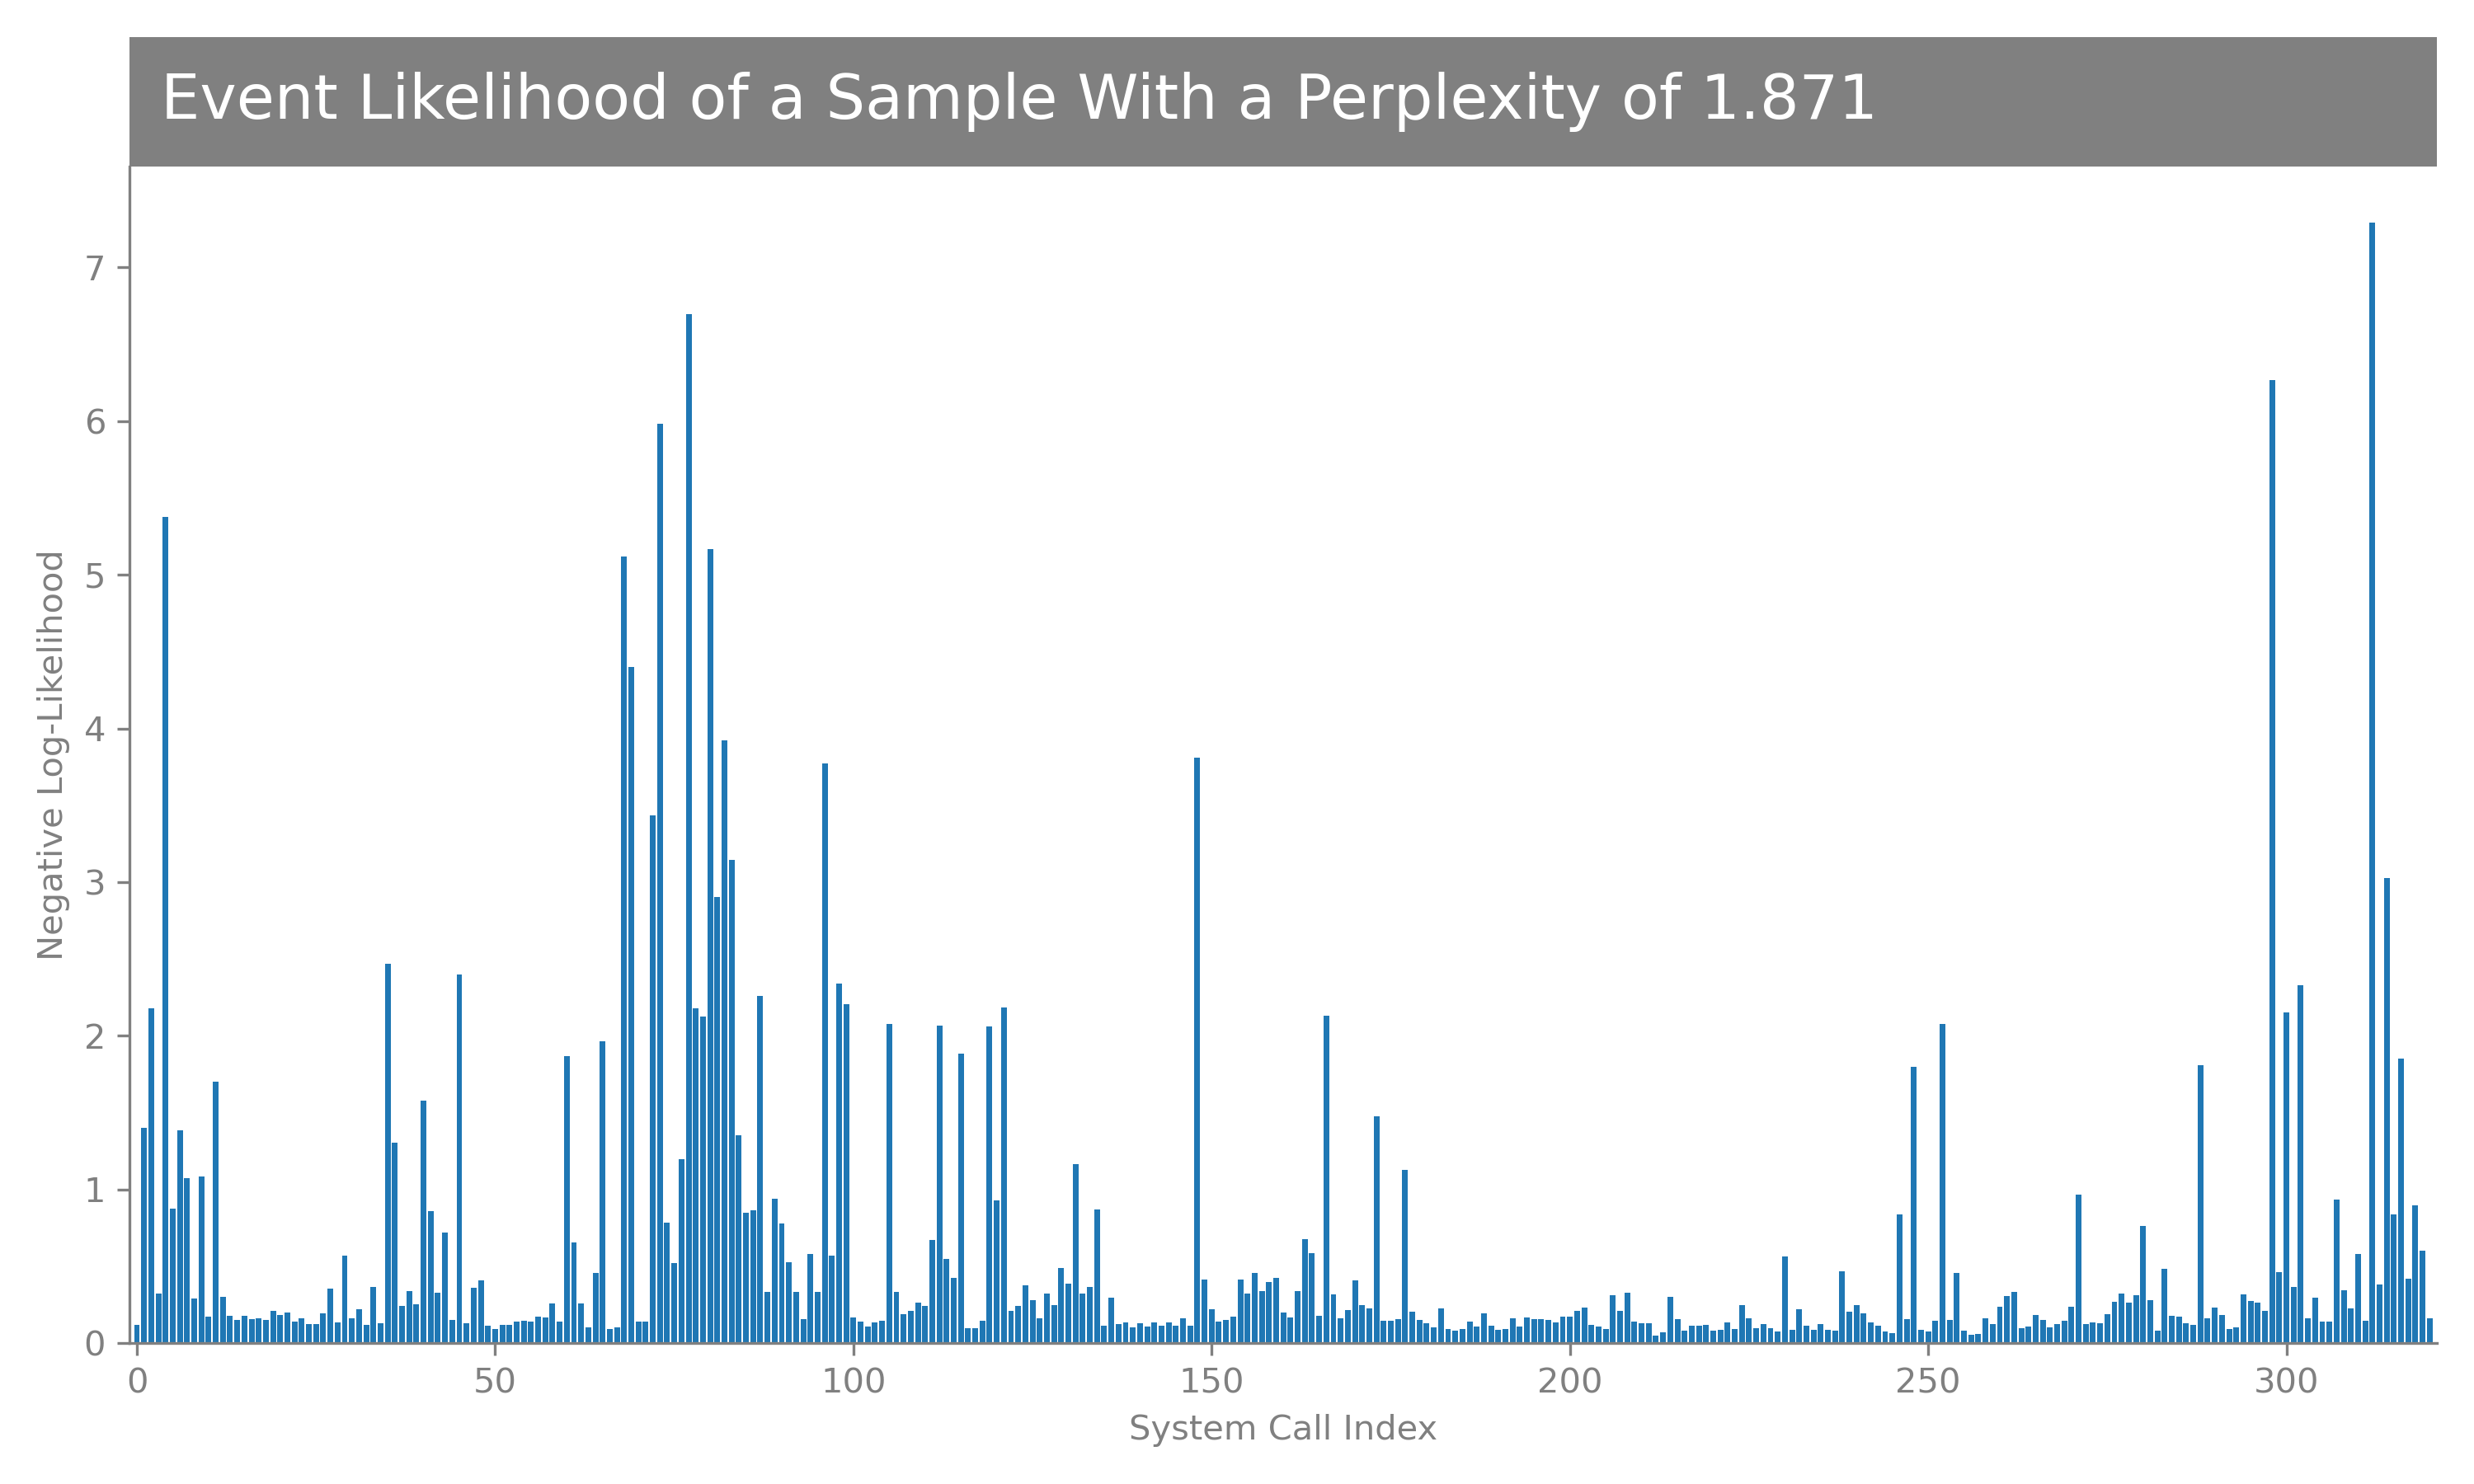 Event Likelihood of a Sample With a Perplexity of 1.871
Negative Log-Likelihood
7
6
5
4
3
2
1
0
0 50 100 150 200 250 300
System Call Index